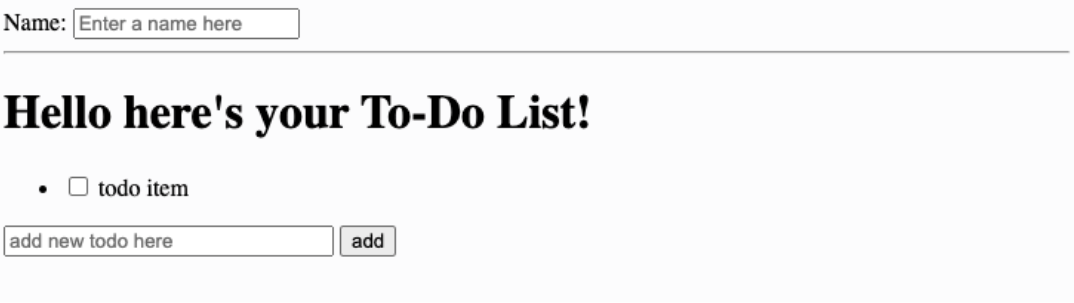 Name: Enter a name here
Hello here's your To-Do List!
todo item
add new todo here add